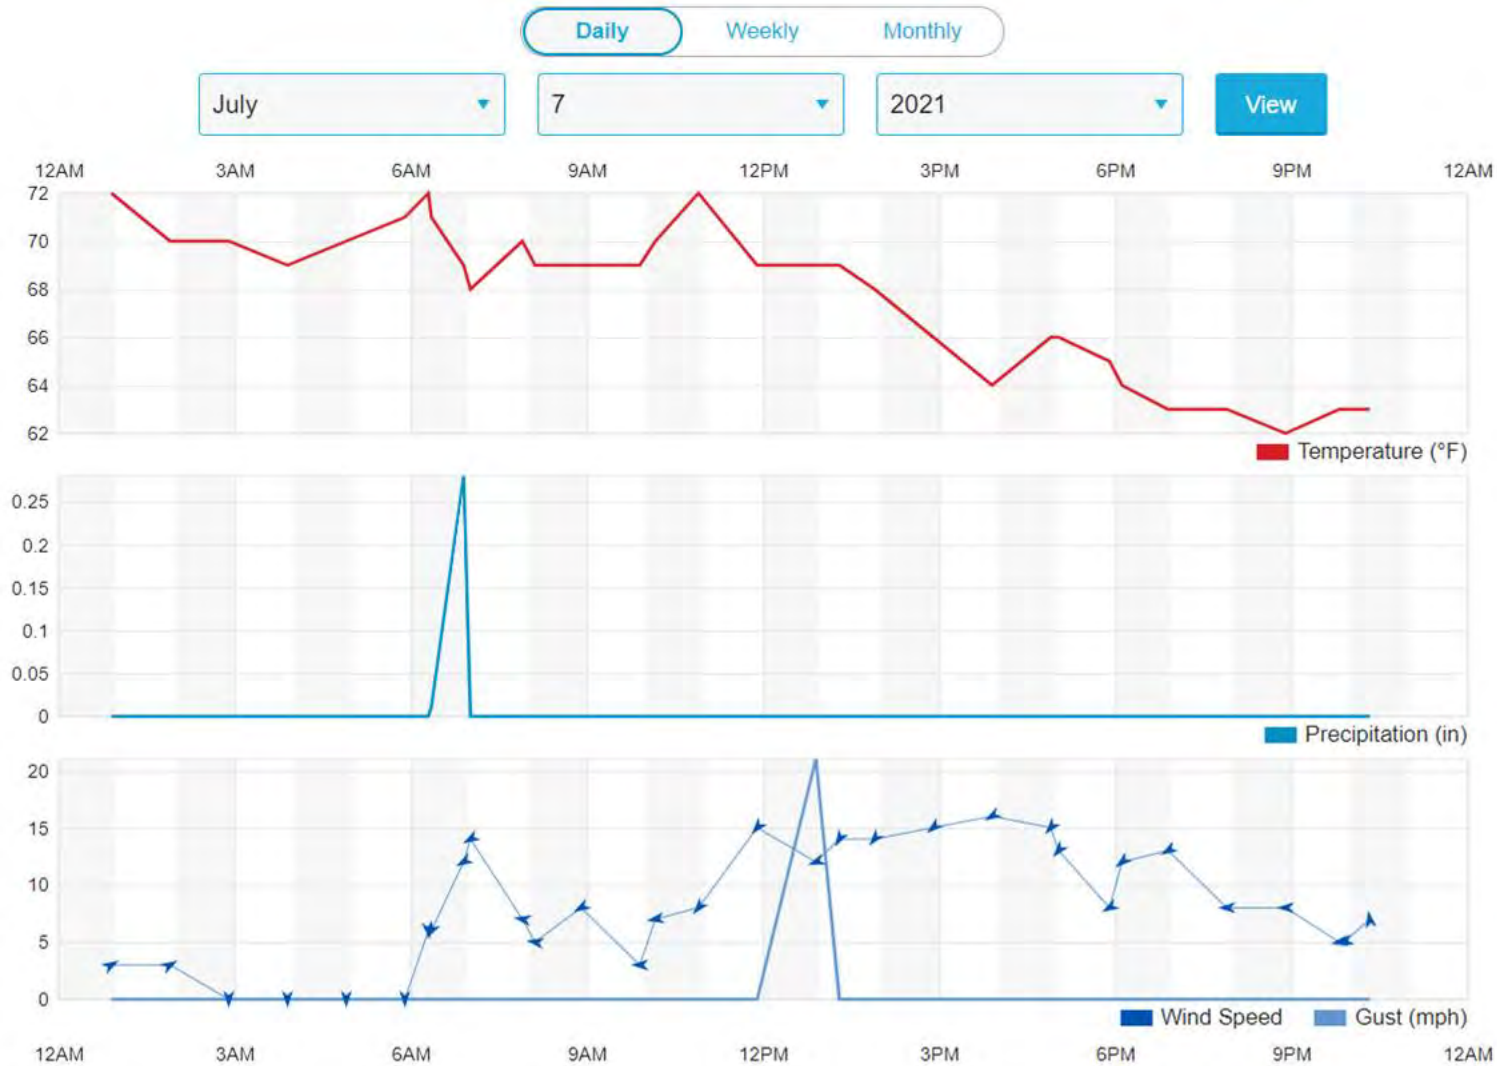 Daily Weekly Monthly
July 7 2021 View
12AM 3AM 6AM 9AM 12PM 3PM 6PM 9PM 12AM
72
70
68
66
64
62
Temperature (°F)
0.25
0.2
0.15
0.1
0.05
0
Precipitation (in)
20
15
10
5
0
Wind Speed Gust (mph)
12AM 3AM 6AM 9AM 12PM 3PM 6PM 9PM 12AM